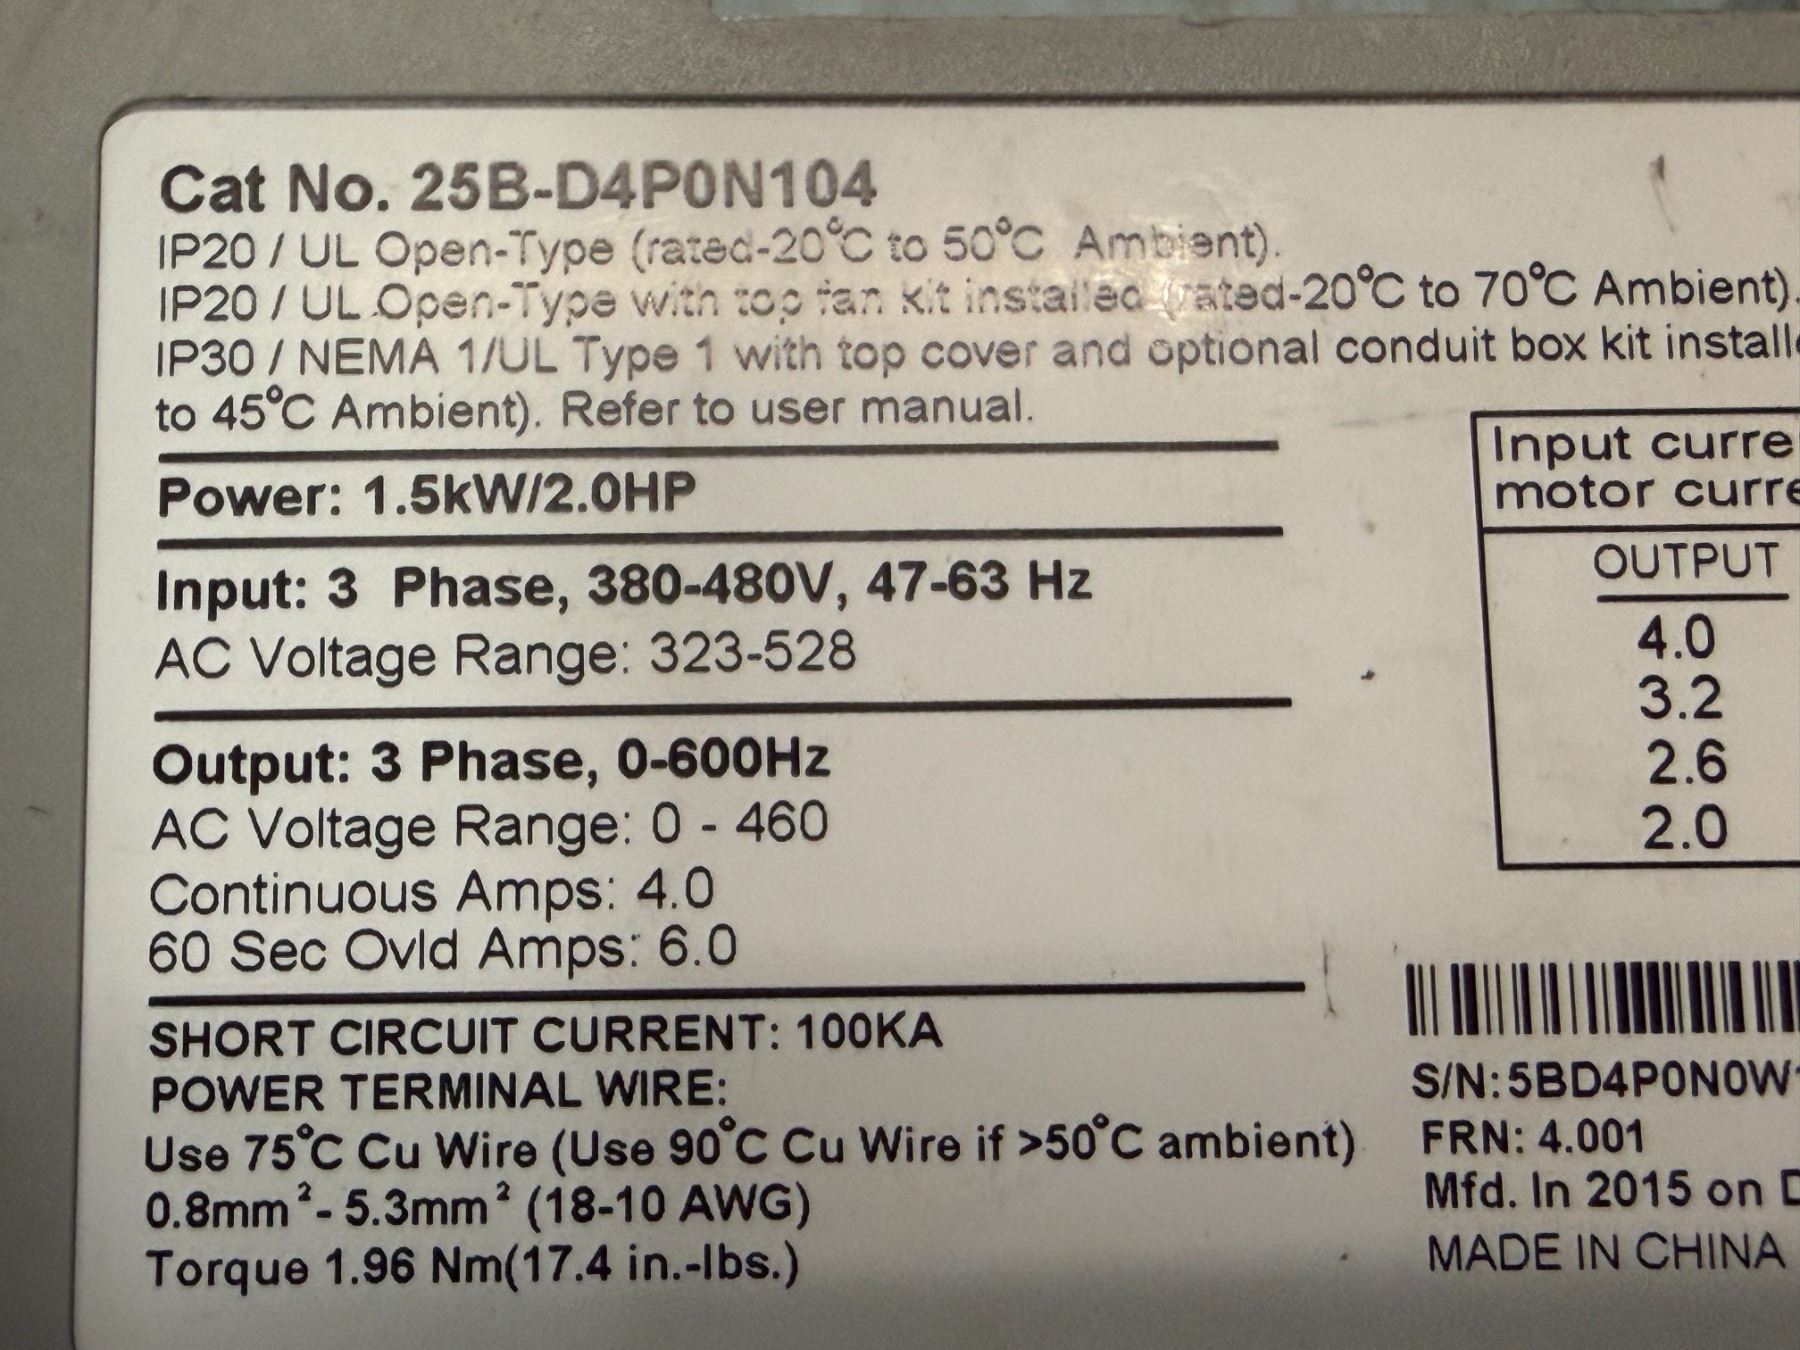 Cat No. 25B-D4P0N104
IP20 / UL Open-Type (rated-20°C to 50°C Ambient).
IP20 / UL Open-Type with top fan kit installed (rated-20°C to 70°C Ambient).
IP30 / NEMA 1/UL Type 1 with top cover and optional conduit box kit
to 45°C Ambient). Refer to user manual.
Power: 1.5kW/2.0HP
Input: 3 Phase, 380-480V, 47-63 Hz
AC Voltage Range: 323-528
Output: 3 Phase, 0-600Hz
AC Voltage Range: 0 - 460
Continuous Amps: 4.0
60 Sec Ovld Amps: 6.0
SHORT CIRCUIT CURRENT: 100KA
POWER TERMINAL WIRE:
Use 75°C Cu Wire (Use 90°C Cu Wire if >50°C ambient)
0.8mm²- 5.3mm² (18-10 AWG)
Torque 1.96 Nm(17.4 in.-lbs.)
Input
motor
OUTPUT
4.0
3.2
2.6
2.0
S/N:5BD4P0N0W
FRN: 4.001
Mfd. In 2015 on
MADE IN CHINA